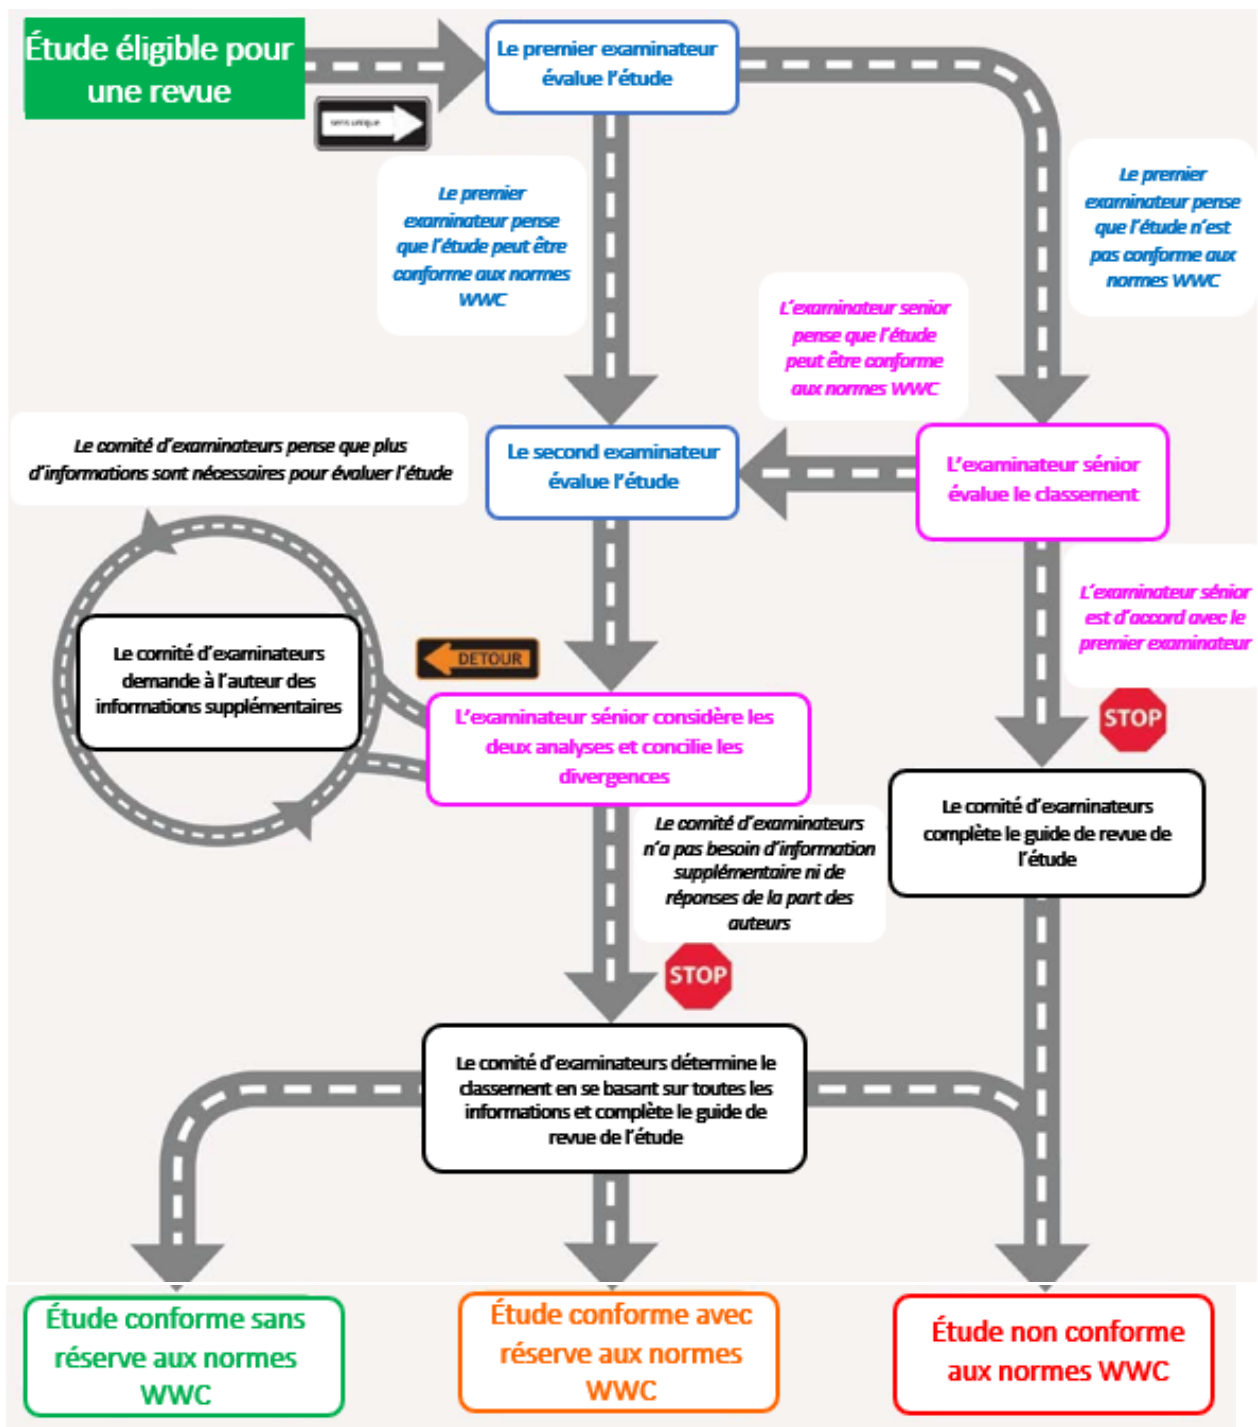 Étude éligible pour
une revue
sens unique
Le premier examinateur
évalue l'étude
Le premier
examinateur pense
que l'étude peut être
conforme aux normes
WWC
Le premier
examinateur pense
que l'étude n'est
pas conforme aux
normes WWC
L'examinateur senior
pense que l'étude
peut être conforme
aux normes WWC
Le comité d'examinateurs pense que plus
d'informations sont nécessaires pour évaluer l'étude
Le second examinateur
évalue l'étude
L'examinateur sénior
évalue le classement
L'examinateur sénior
est d'accord avec le
premier examinateur
Le comité d'examinateurs
demande à l'auteur des
informations supplémentaires
DETOUR
L'examinateur sénior considère les
deux analyses et concilie les
divergences
STOP
Le comité d'examinateurs
complète le guide de revue de
l'étude
Le comité d'examinateurs
n'a pas besoin d'information
supplémentaire ni de
réponses de la part des
auteurs
STOP
Le comité d'examinateurs détermine le
classement en se basant sur toutes les
informations et complète le guide de
revue de l'étude
Étude conforme sans
réserve aux normes
WWC
Étude conforme avec
réserve aux normes
WWC
Étude non conforme
aux normes WWC